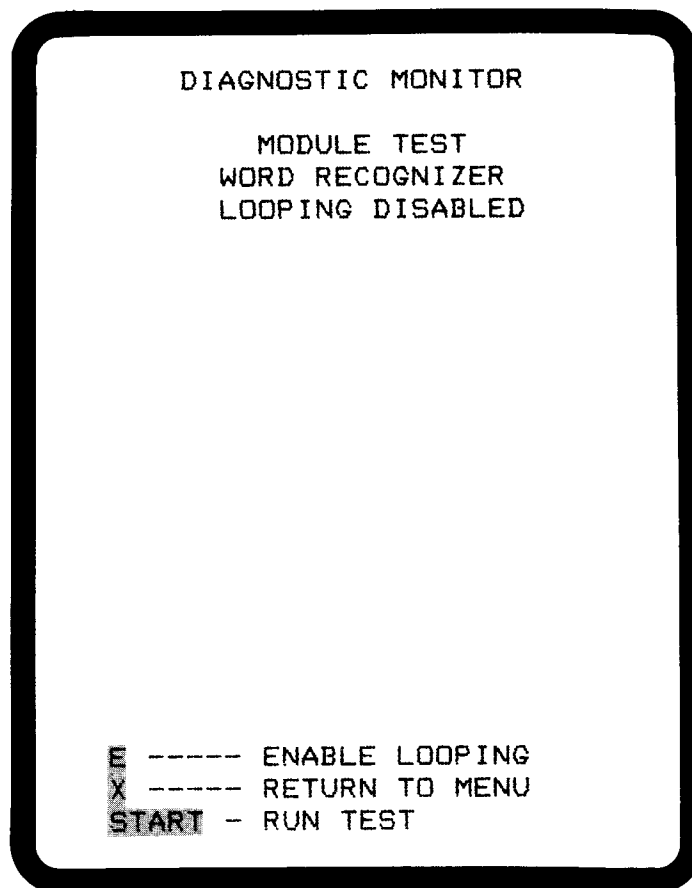 DIAGNOSTIC MONITOR
MODULE TEST
WORD RECOGNIZER
LOOPING DISABLED
E ----- ENABLE LOOPING
X ----- RETURN TO MENU
START - RUN TEST